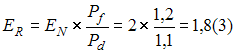 E_R = E_N × P_f / P_d = 2 × 1,2 / 1,1 = 1,8(3)